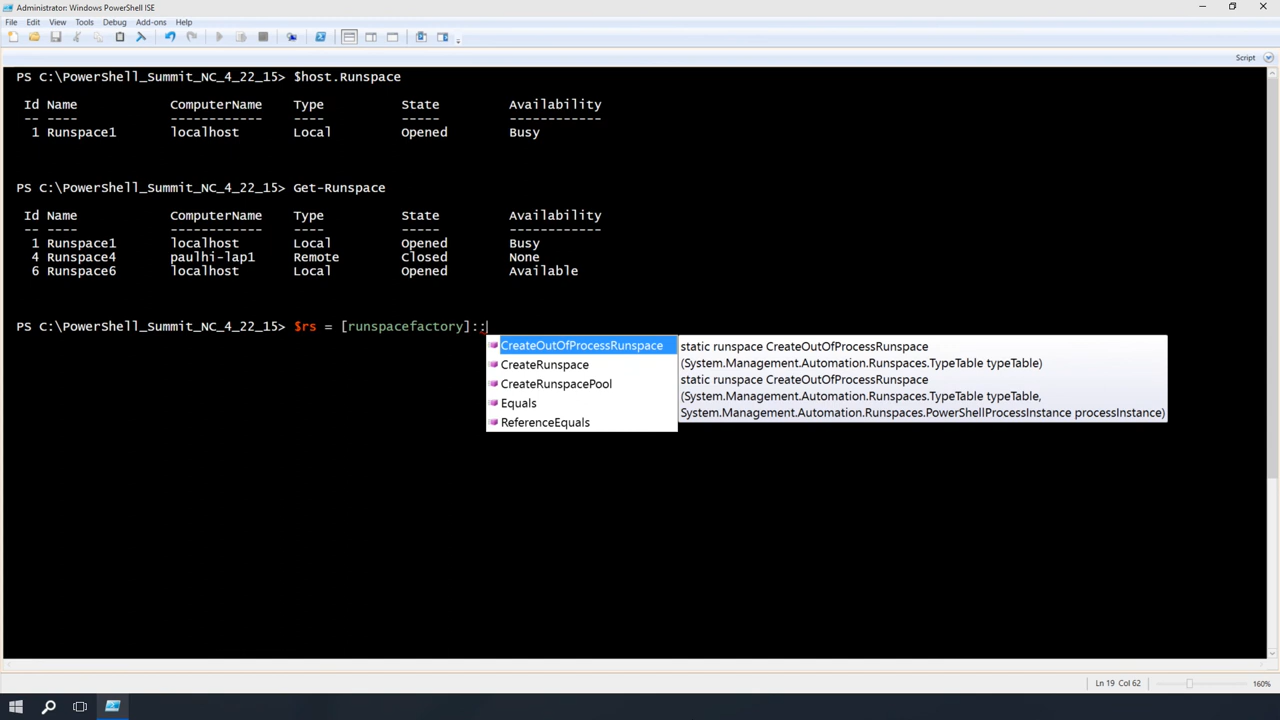 Administrator: Windows PowerShell ISE
File Edit View Tools Debug Add-ons Help
Script
PS C:\PowerShell_Summit_NC_4_22_15> $host.Runspace
Id Name ComputerName Type State Availability
-- ---- ------------ ---- ----- ------------
1 Runspace1 localhost Local Opened Busy
PS C:\PowerShell_Summit_NC_4_22_15> Get-Runspace
Id Name ComputerName Type State Availability
-- ---- ------------ ---- ----- ------------
1 Runspace1 localhost Local Opened Busy
4 Runspace4 paulhi-lap1 Remote Closed None
6 Runspace6 localhost Local Opened Available
PS C:\PowerShell_Summit_NC_4_22_15> $rs = [runspacefactory]::
CreateOutOfProcessRunspace
CreateRunspace
CreateRunspacePool
Equals
ReferenceEquals
static runspace CreateOutOfProcessRunspace
(System.Management.Automation.Runspaces.TypeTable typeTable)
static runspace CreateOutOfProcessRunspace
(System.Management.Automation.Runspaces.TypeTable typeTable,
System.Management.Automation.Runspaces.PowerShellProcessInstance processInstance)
Ln 19 Col 62 160%